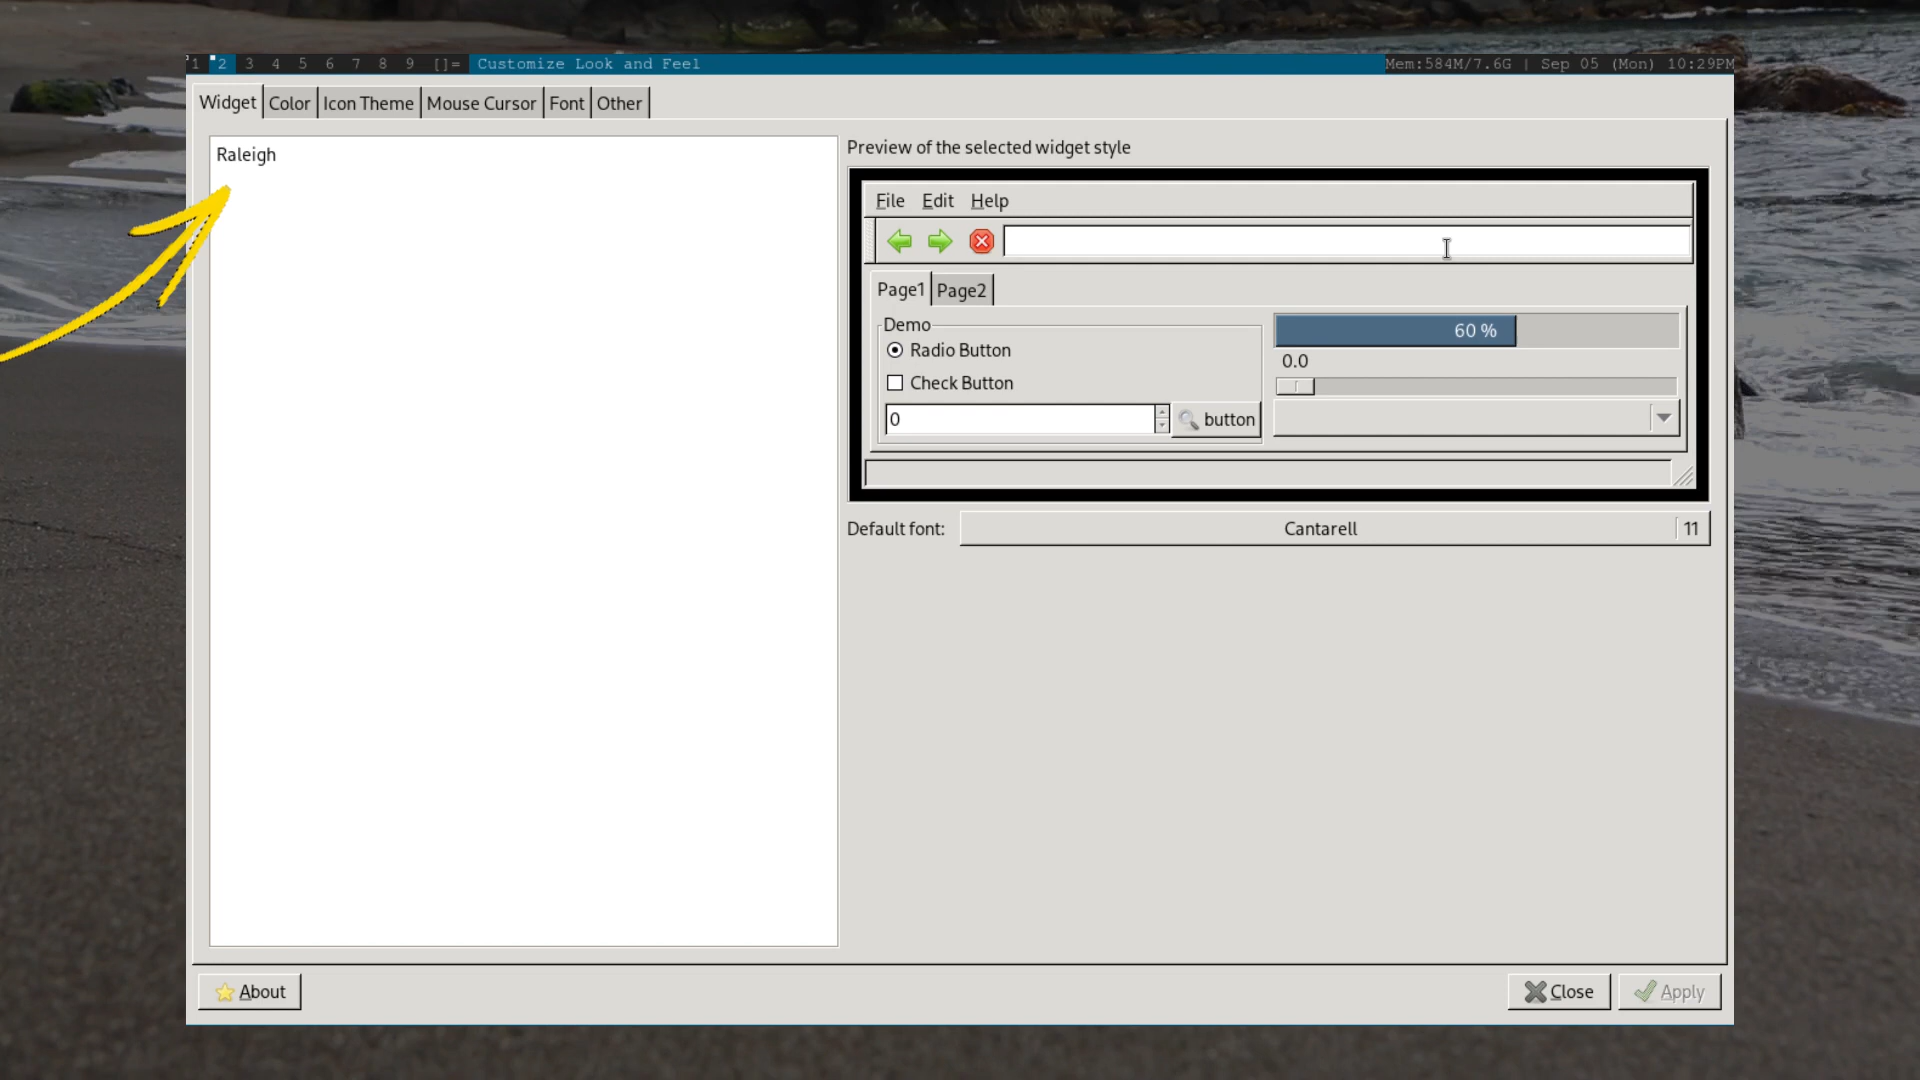 1 2 3 4 5 6 7 8 9 []= Customize Look and Feel Mem:584M/7.6G | Sep 05 (Mon) 10:29PM
Widget Color Icon Theme Mouse Cursor Font Other
Raleigh
Preview of the selected widget style
File Edit Help
Page1 Page2
Demo
Radio Button
Check Button
0 button
60 %
0.0
Default font: Cantarell 11
About Close Apply